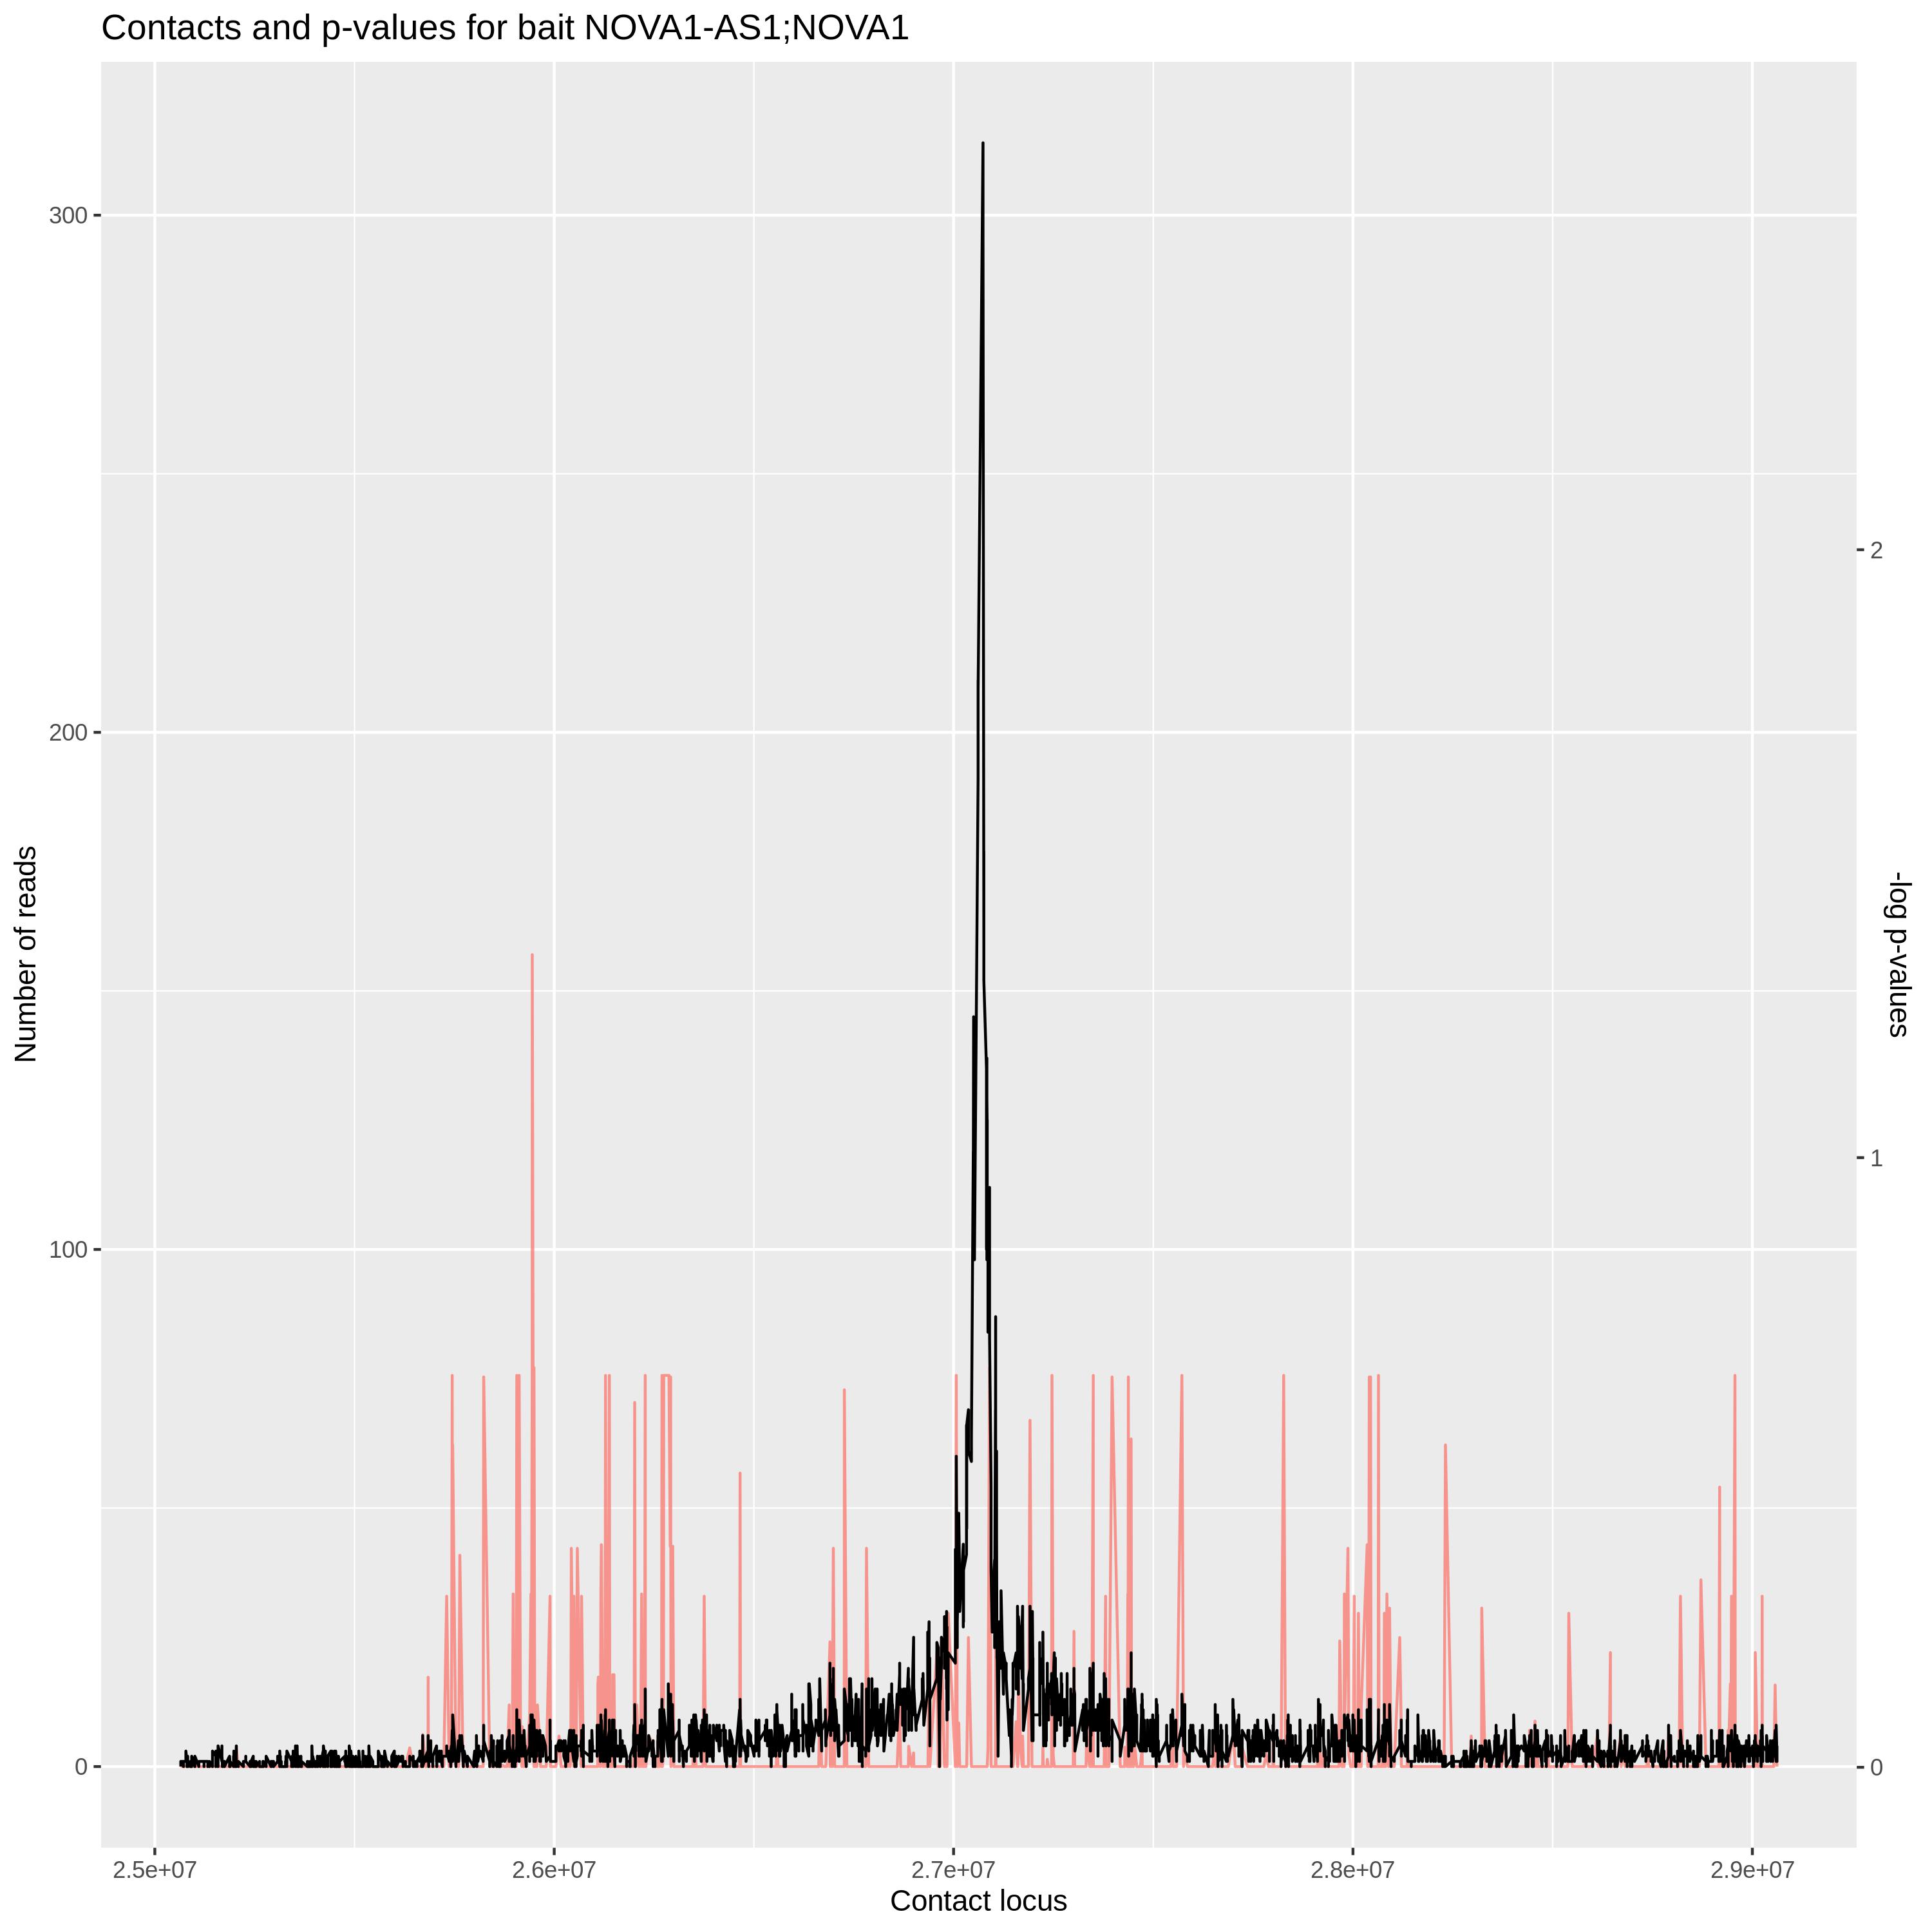 Contacts and p-values for bait NOVA1-AS1;NOVA1
300
200
100
0
Number of reads
2
1
0
-log p-values
2.5e+07
2.6e+07
2.7e+07
2.8e+07
2.9e+07
Contact locus